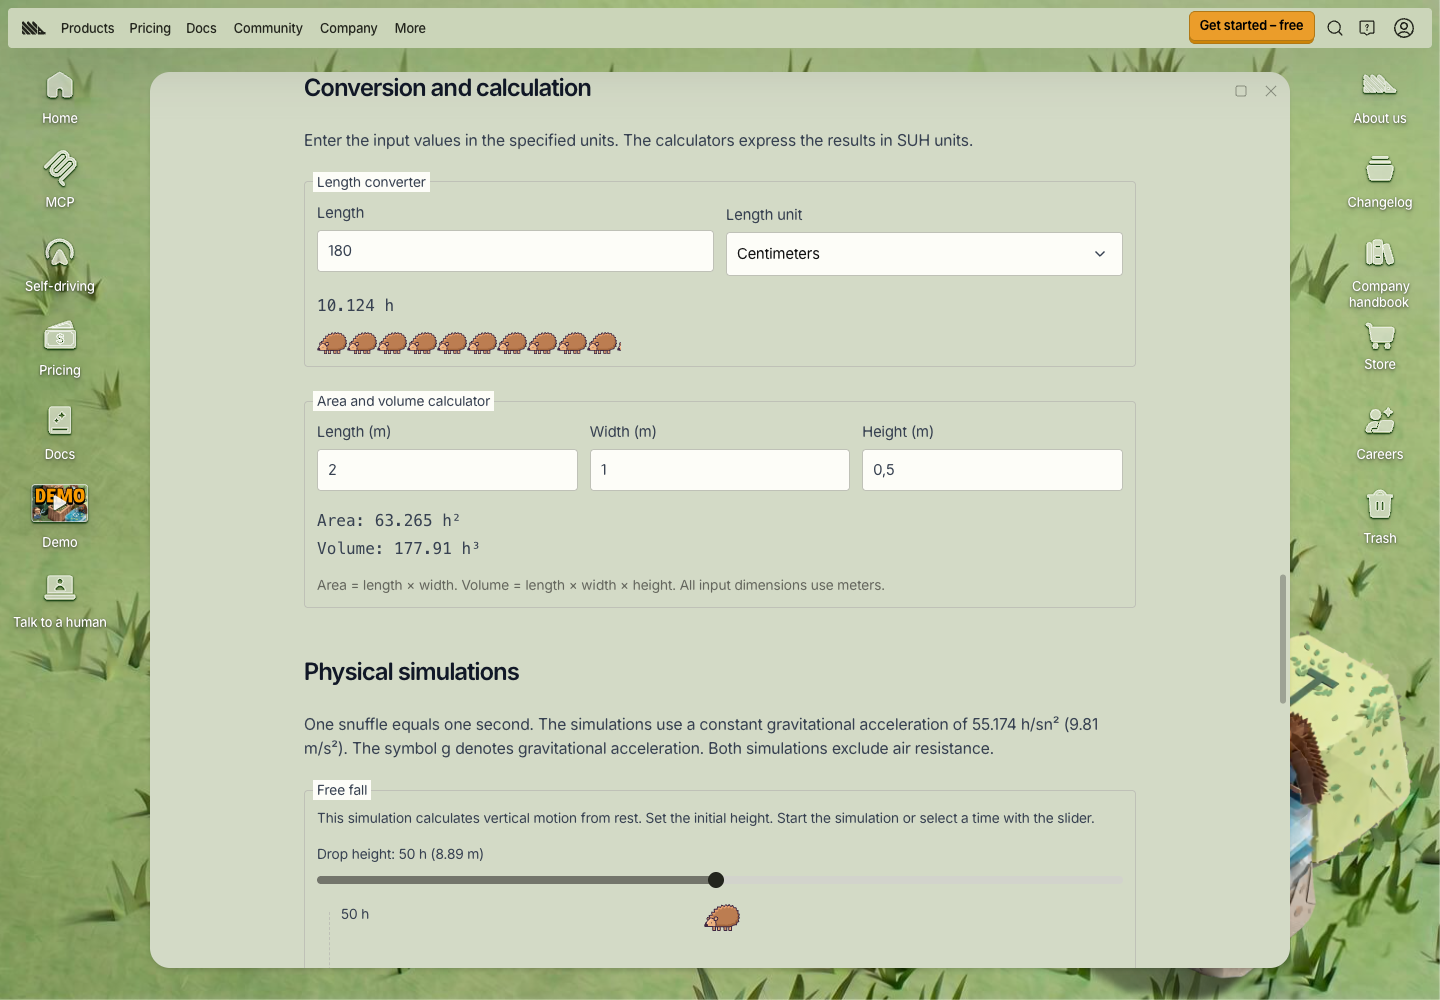 Products Pricing Docs Community Company More
Get started – free
Home
MCP
Self-driving
Pricing
Docs
DEMO
Demo
Talk to a human
Conversion and calculation
Enter the input values in the specified units. The calculators express the results in SUH units.
Length converter
Length
Length unit
180
Centimeters
10.124 h
Area and volume calculator
Length (m) Width (m) Height (m)
2 1 0,5
Area: 63.265 h²
Volume: 177.91 h³
Area = length × width. Volume = length × width × height. All input dimensions use meters.
Physical simulations
One snuffle equals one second. The simulations use a constant gravitational acceleration of 55.174 h/sn² (9.81
m/s²). The symbol g denotes gravitational acceleration. Both simulations exclude air resistance.
Free fall
This simulation calculates vertical motion from rest. Set the initial height. Start the simulation or select a time with the slider.
Drop height: 50 h (8.89 m)
50 h
About us
Changelog
Company
handbook
Store
Careers
Trash